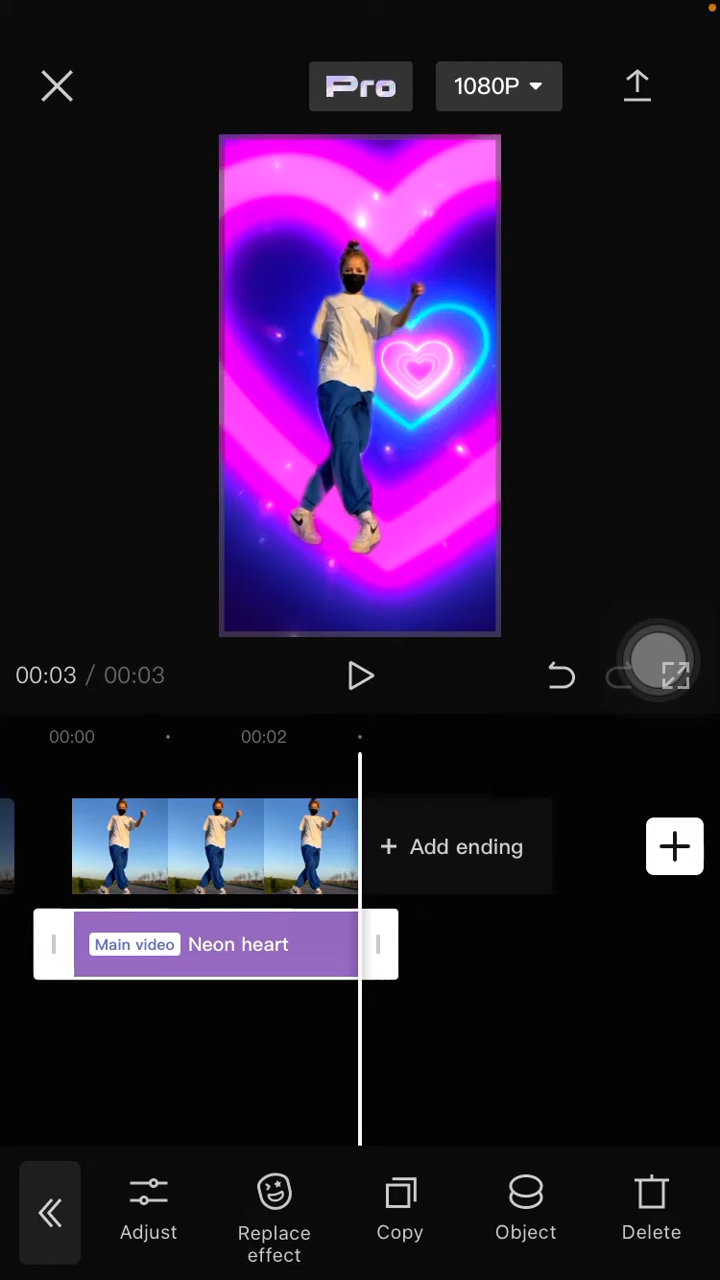 Pro
1080P
00:03 / 00:03
00:00
00:02
+ Add ending
Main video Neon heart
Adjust
Replace
effect
Copy
Object
Delete